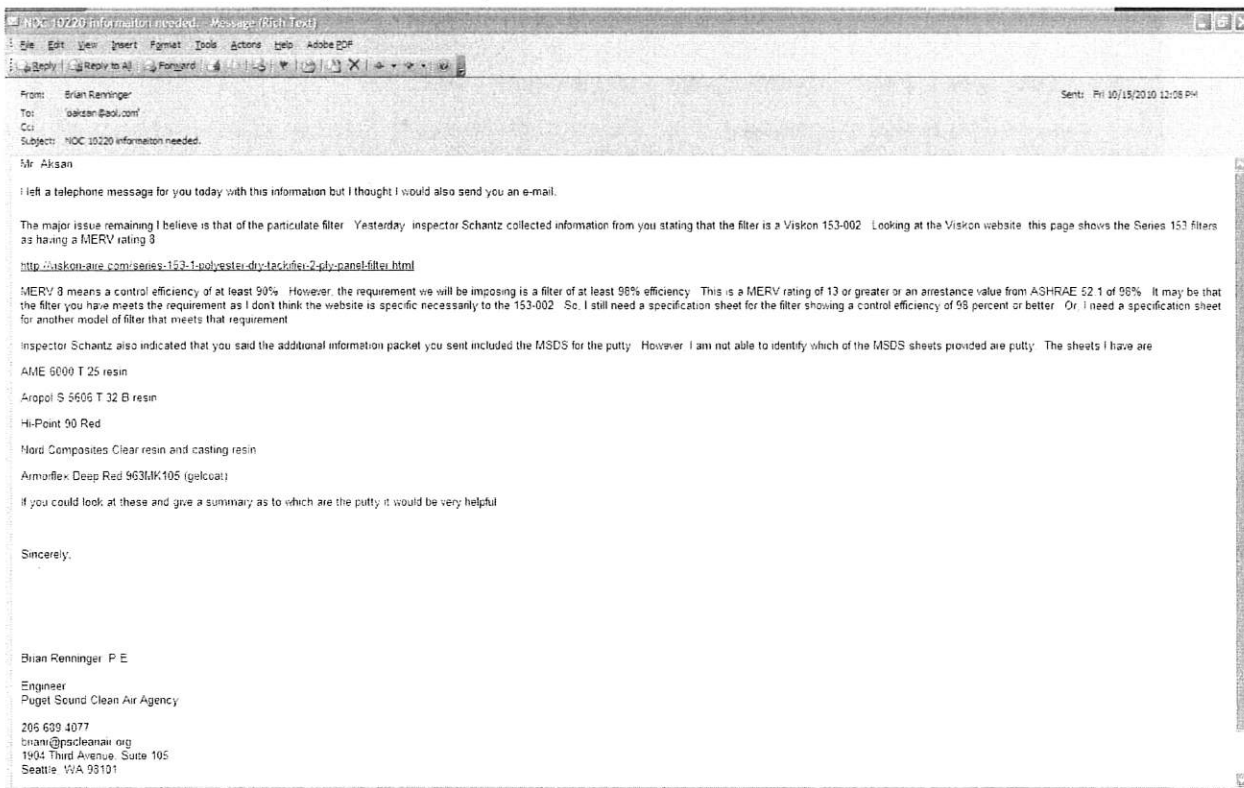 NOC 10220 informaiton needed. - Message (Rich Text)
File Edit View Insert Format Tools Actions Help Adobe PDF
Reply Reply to All Forward
From: Brian Renninger
Sent: Fri 10/15/2010 12:08 PM
To: 'oaksan@aol.com'
Cc:
Subject: NOC 10220 informaiton needed.
Mr. Aksan
I left a telephone message for you today with this information but I thought I would also send you an e-mail.
The major issue remaining I believe is that of the particulate filter Yesterday inspector Schantz collected information from you stating that the filter is a Viskon 153-002 Looking at the Viskon website this page shows the Series 153 filters
as having a MERV rating 8
http://viskon-aire.com/series-153-1-polyester-dry-tackifier-2-ply-panel-filter.html
MERV 8 means a control efficiency of at least 90% However, the requirement we will be imposing is a filter of at least 98% efficiency This is a MERV rating of 13 or greater or an arrestance value from ASHRAE 52.1 of 98% It may be that
the filter you have meets the requirement as I don't think the website is specific necessarily to the 153-002 So, I still need a specification sheet for the filter showing a control efficiency of 98 percent or better Or, I need a specification sheet
for another model of filter that meets that requirement
Inspector Schantz also indicated that you said the additional information packet you sent included the MSDS for the putty However I am not able to identify which of the MSDS sheets provided are putty The sheets I have are
AME 6000 T 25 resin
Aropol S 5606 T 32 B resin
Hi-Point 90 Red
Nord Composites Clear resin and casting resin
Armorflex Deep Red 963MK105 (gelcoat)
If you could look at these and give a summary as to which are the putty it would be very helpful
Sincerely,
Brian Renninger P E
Engineer
Puget Sound Clean Air Agency
206 689 4077
brianr@pscleanair.org
1904 Third Avenue, Suite 105
Seattle WA 98101